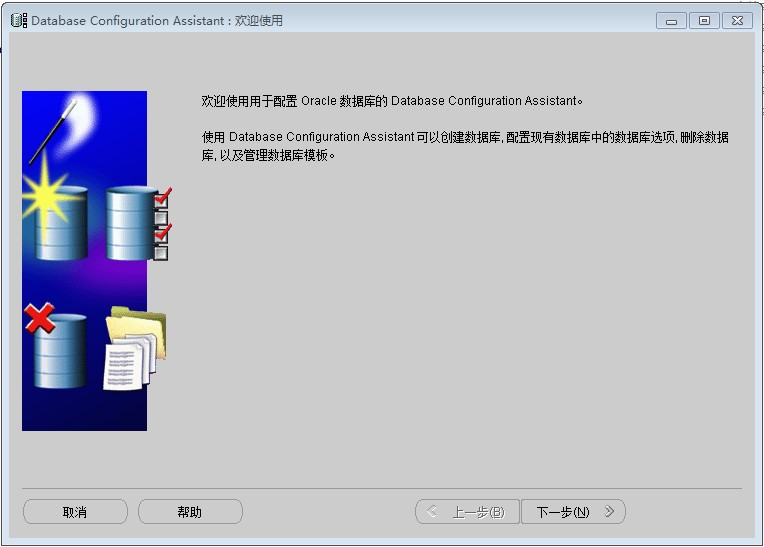 Database Configuration Assistant : 欢迎使用
欢迎使用用于配置 Oracle 数据库的 Database Configuration Assistant。
使用 Database Configuration Assistant 可以创建数据库, 配置现有数据库中的数据库选项, 删除数据
库, 以及管理数据库模板。
取消
帮助
上一步(B)
下一步(N)